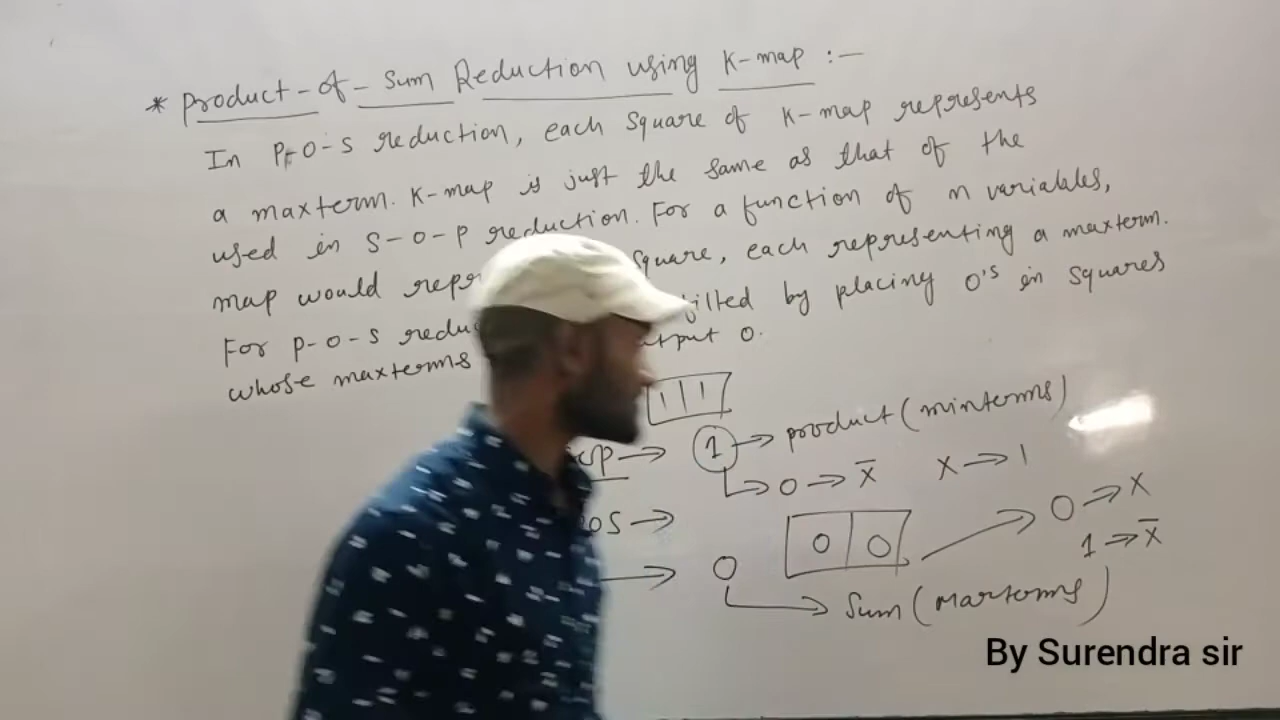 * Product-of-Sum Reduction using K-map :-
In P-O-S reduction, each square of K-map represents
a maxterm. K-map is just the same as that of the
used in S-O-P reduction. For a function of n variables,
map would repr square, each representing a maxterm.
For P-O-S redu filled by placing 0's in squares
whose maxterms output 0.
1 1
→ 1 → product (minterms)
→ 0 → X̅ X → 1
OS → 0 0 → 0 → X
1 → X̅
→ 0
→ Sum (Maxterms)
By Surendra sir